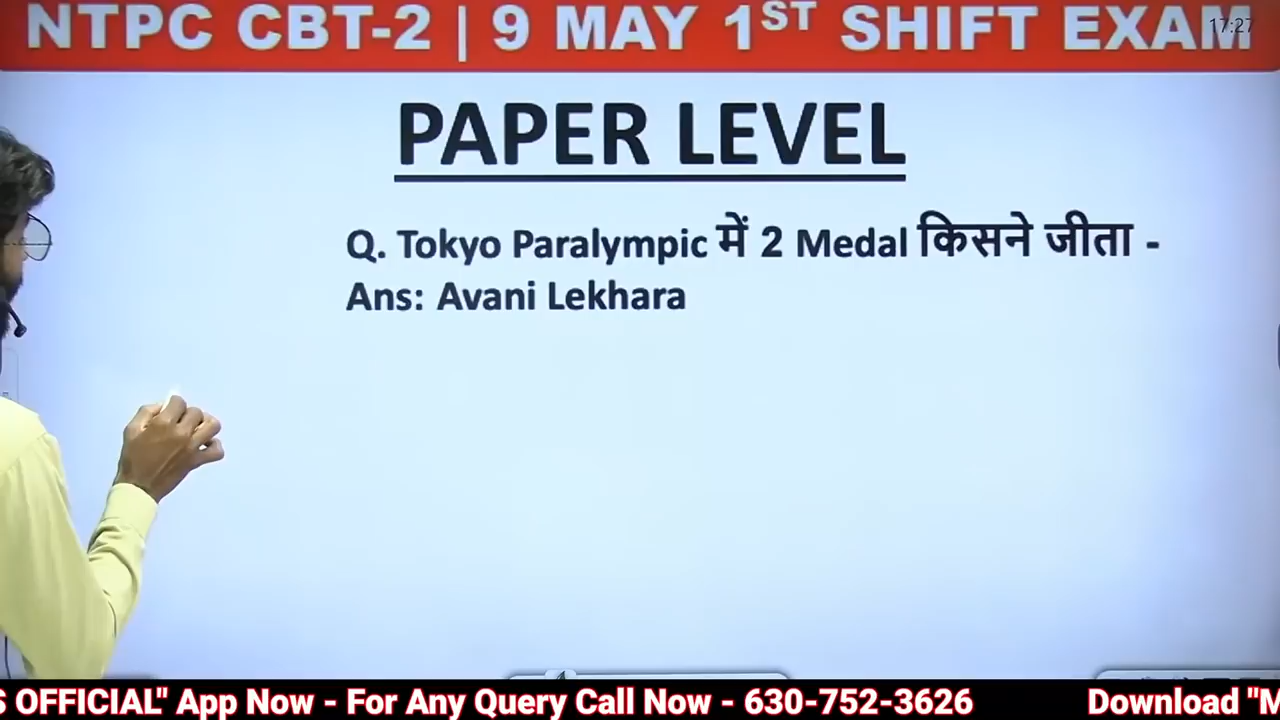 NTPC CBT-2 | 9 MAY 1ST SHIFT EXAM
17:27
PAPER LEVEL
Q. Tokyo Paralympic में 2 Medal किसने जीता -
Ans: Avani Lekhara
S OFFICIAL" App Now - For Any Query Call Now - 630-752-3626 Download "M